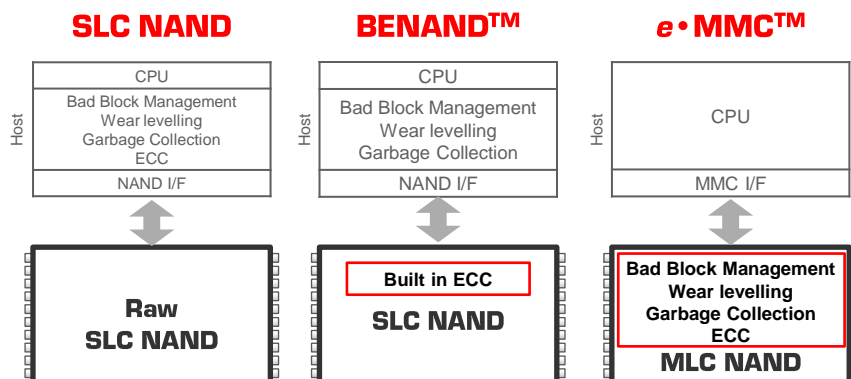 SLC NAND
BENAND™
e•MMC™
Host
CPU
Bad Block Management
Wear levelling
Garbage Collection
ECC
NAND I/F
Host
CPU
Bad Block Management
Wear levelling
Garbage Collection
NAND I/F
Host
CPU
MMC I/F
Raw
SLC NAND
Built in ECC
SLC NAND
Bad Block Management
Wear levelling
Garbage Collection
ECC
MLC NAND